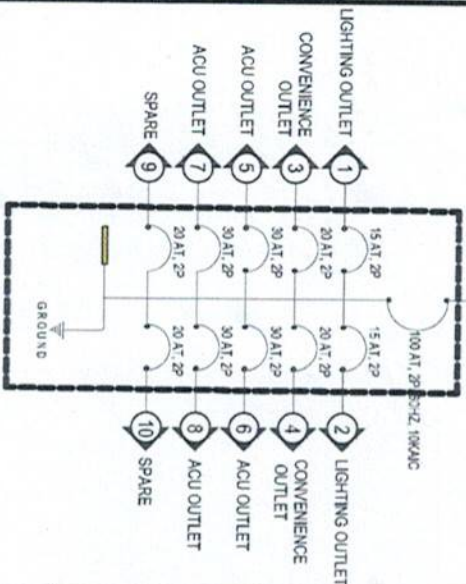 LIGHTING OUTLET
1
15 AT, 2P
15 AT, 2P
2
LIGHTING OUTLET
CONVENIENCE
OUTLET
3
20 AT, 2P
20 AT, 2P
4
CONVENIENCE
OUTLET
ACU OUTLET
5
30 AT, 2P
30 AT, 2P
6
ACU OUTLET
ACU OUTLET
7
30 AT, 2P
30 AT, 2P
8
ACU OUTLET
SPARE
9
20 AT, 2P
20 AT, 2P
10
SPARE
100 AT, 2P, 60HZ, 10KAIC
GROUND